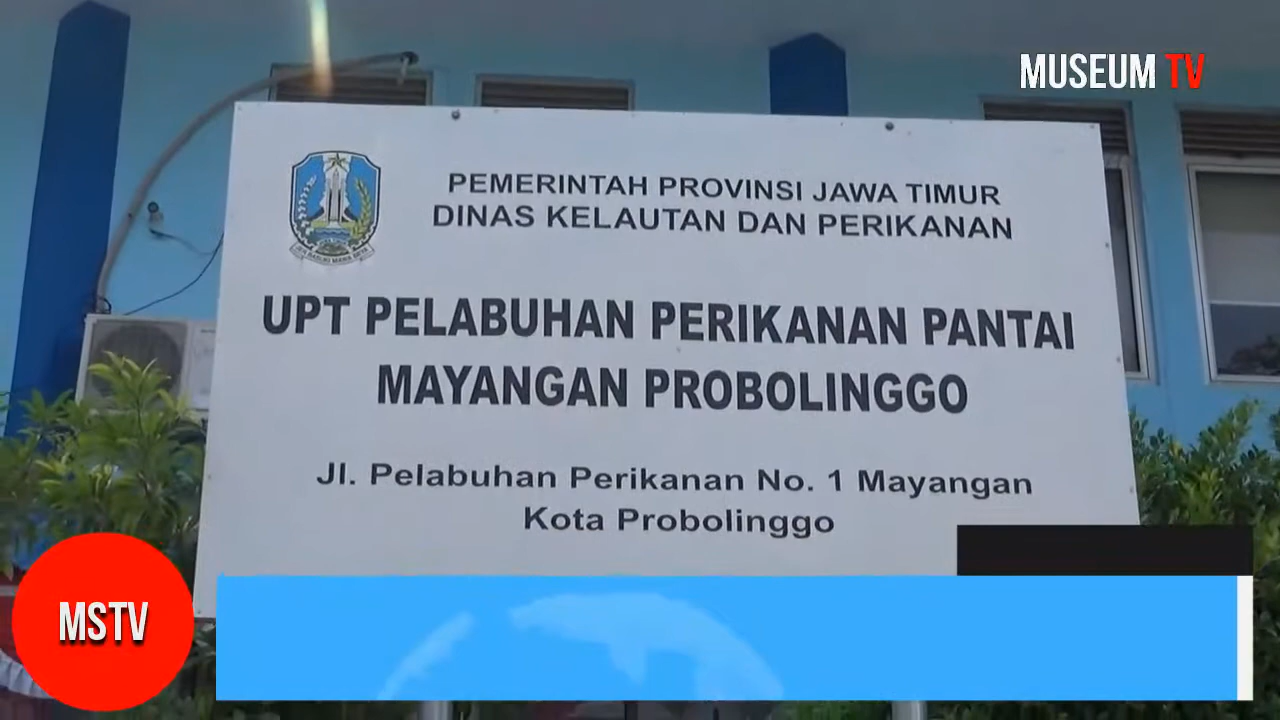 MUSEUM TV
PEMERINTAH PROVINSI JAWA TIMUR
DINAS KELAUTAN DAN PERIKANAN
UPT PELABUHAN PERIKANAN PANTAI
MAYANGAN PROBOLINGGO
Jl. Pelabuhan Perikanan No. 1 Mayangan
Kota Probolinggo
MSTV